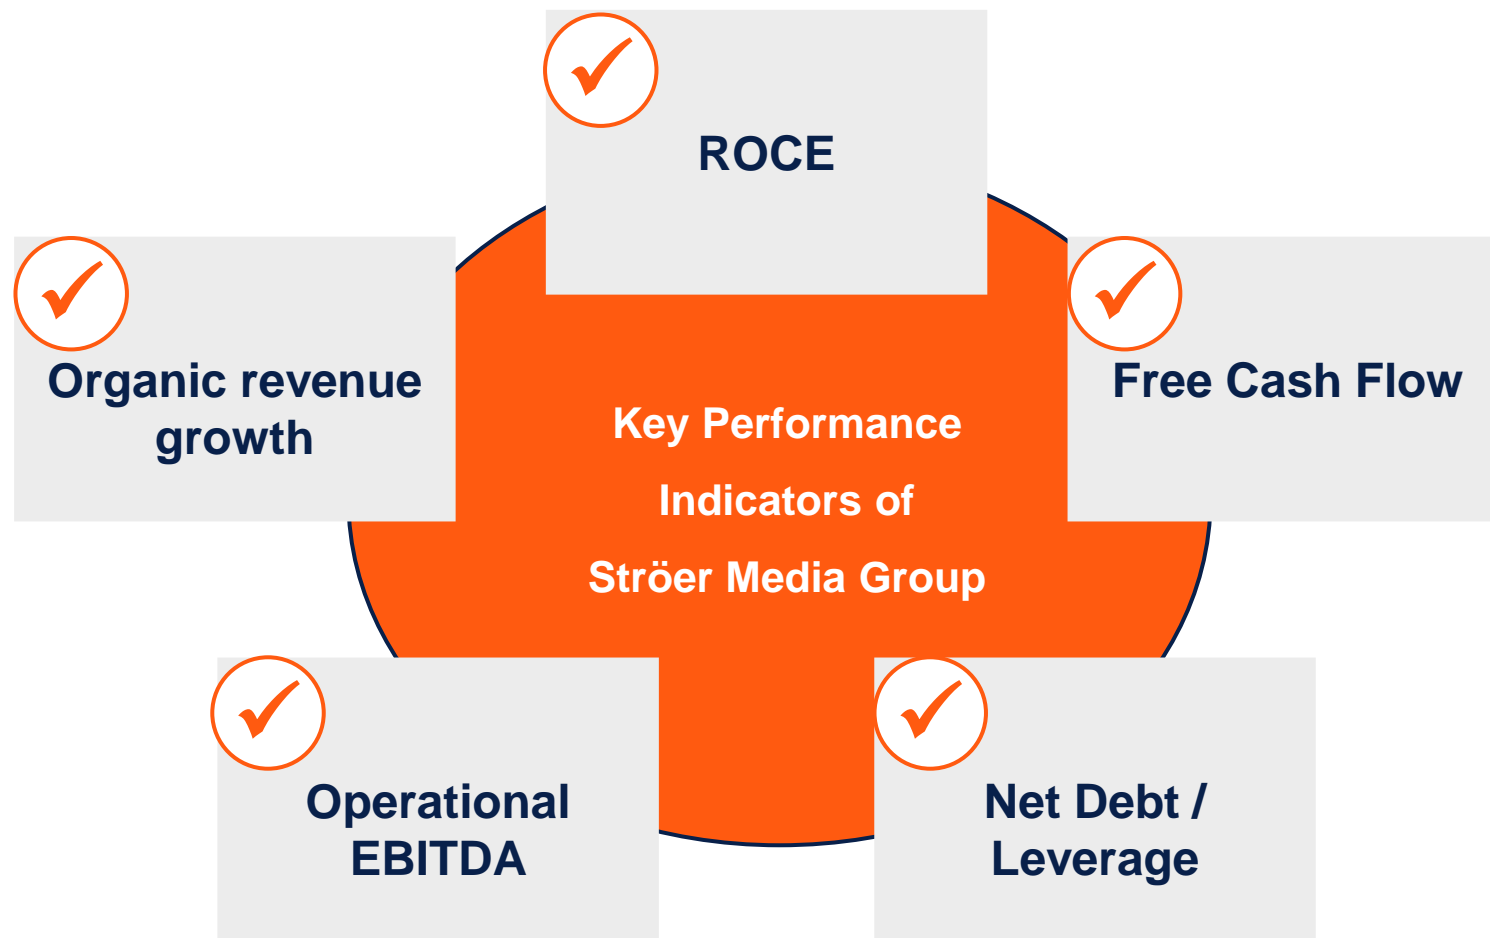 ROCE
Organic revenue
growth
Free Cash Flow
Key Performance
Indicators of
Ströer Media Group
Operational
EBITDA
Net Debt /
Leverage